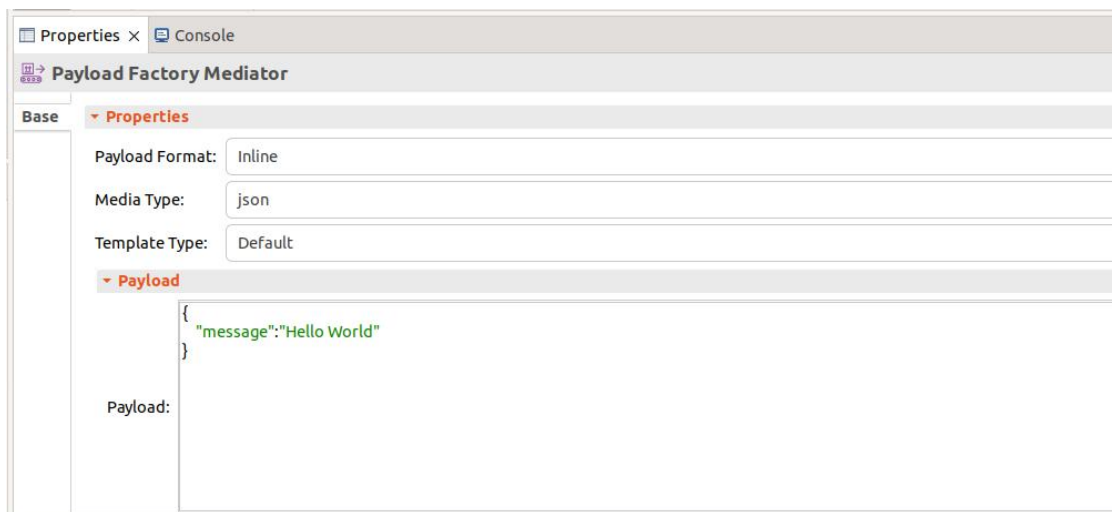 Properties Console
Payload Factory Mediator
Base
Properties
Payload Format: Inline
Media Type: json
Template Type: Default
Payload
{
"message":"Hello World"
}
Payload: